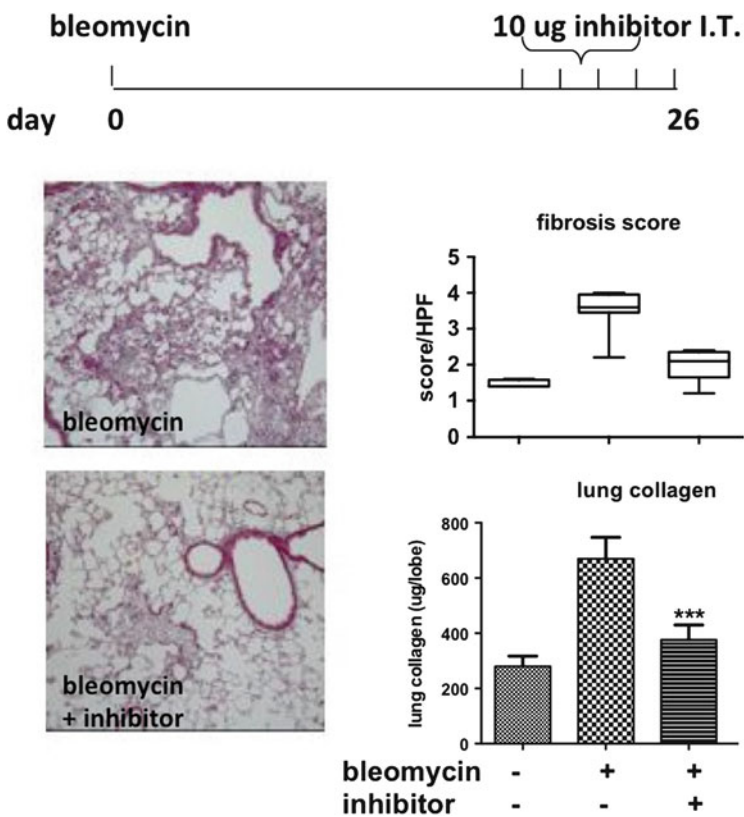 bleomycin 10 ug inhibitor I.T.
day 0 26
bleomycin
bleomycin
+ inhibitor
fibrosis score
score/HPF
5
4
3
2
1
0
lung collagen
lung collagen (ug/lobe)
800
600
400
200
0
***
bleomycin - + +
inhibitor - - +